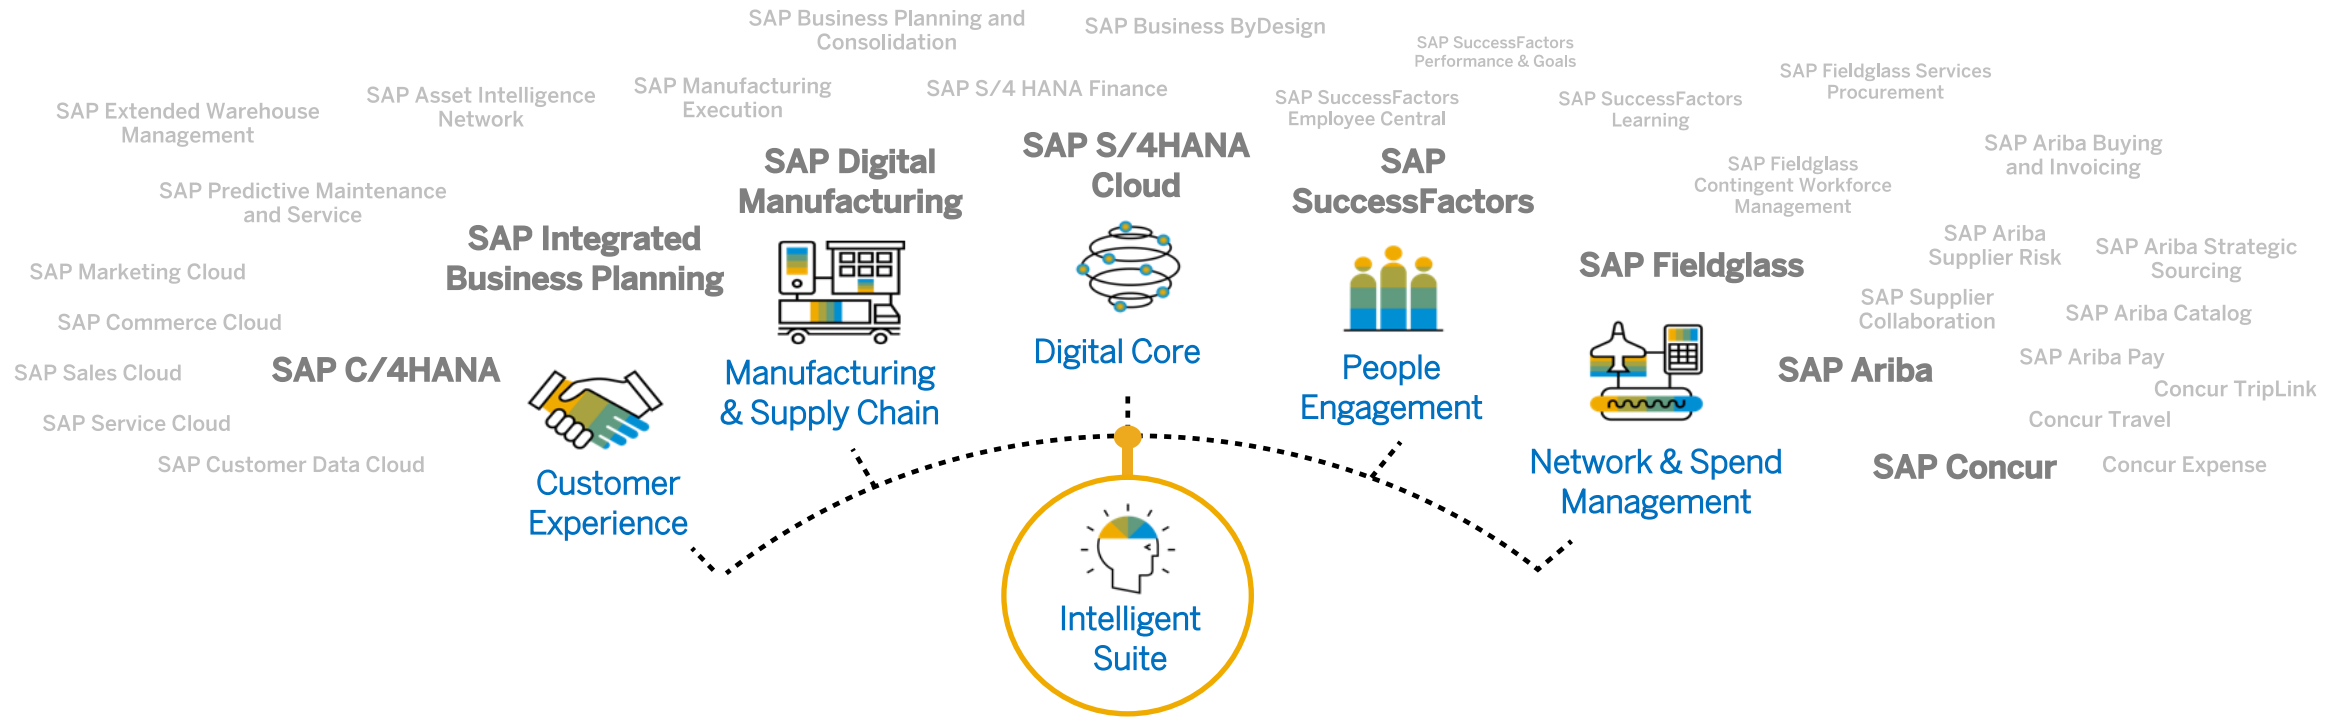 SAP Business Planning and
Consolidation
SAP Business ByDesign
SAP SuccessFactors
Performance & Goals
SAP Fieldglass Services
Procurement
SAP Extended Warehouse
Management
SAP Asset Intelligence
Network
SAP Manufacturing
Execution
SAP S/4 HANA Finance
SAP SuccessFactors
Employee Central
SAP SuccessFactors
Learning
SAP Ariba Buying
and Invoicing
SAP Predictive Maintenance
and Service
SAP Digital
Manufacturing
SAP S/4HANA
Cloud
SAP
SuccessFactors
SAP Fieldglass
Contingent Workforce
Management
SAP Integrated
Business Planning
SAP Fieldglass
SAP Ariba
Supplier Risk
SAP Ariba Strategic
Sourcing
SAP Marketing Cloud
SAP Supplier
Collaboration
SAP Ariba Catalog
SAP Commerce Cloud
SAP Sales Cloud
SAP C/4HANA
Manufacturing
& Supply Chain
Digital Core
People
Engagement
SAP Ariba
SAP Ariba Pay
Concur TripLink
SAP Service Cloud
Concur Travel
SAP Customer Data Cloud
Customer
Experience
Network & Spend
Management
SAP Concur
Concur Expense
Intelligent
Suite